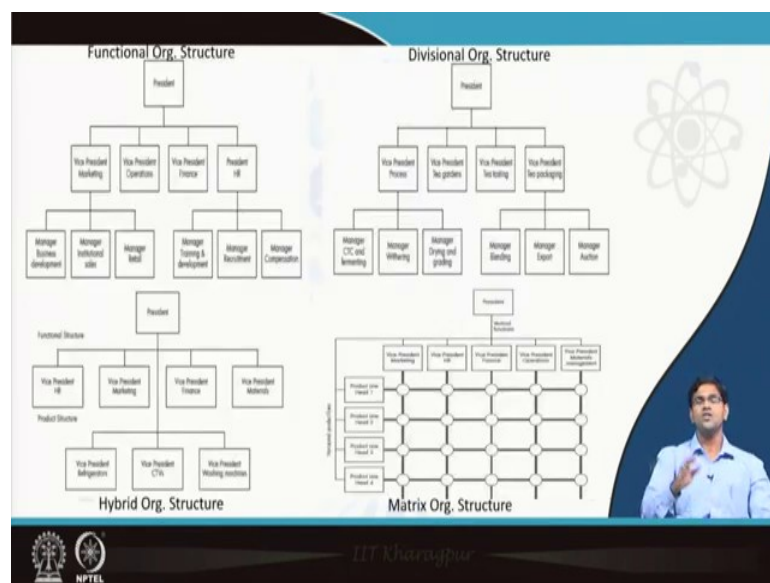 Functional Org. Structure
President
Vice President
Marketing
Vice President
Operations
Vice President
Finance
President
HR
Manager
Business
development
Manager
Institutional
sales
Manager
Retail
Manager
Training &
development
Manager
Recruitment
Manager
Compensation
Divisional Org. Structure
President
Vice President
Process
Vice President
Tea gardens
Vice President
Tea tasting
Vice President
Tea packaging
Manager
CTC and
fermenting
Manager
Withering
Manager
Drying and
grading
Manager
Blending
Manager
Export
Manager
Auction
President
Functional Structure
Vice President
HR
Vice President
Marketing
Vice President
Finance
Vice President
Materials
Product Structure
Vice President
Refrigerators
Vice President
CTVs
Vice President
Washing machines
Hybrid Org. Structure
President
Vice President
Marketing
Vice President
HR
Vice President
Finance
Vice President
Operations
Vice President
Materials
management
Product Line
Head 1
Product Line
Head 2
Product Line
Head 3
Product Line
Head 4
Matrix Org. Structure
IIT Kharagpur
NPTEL